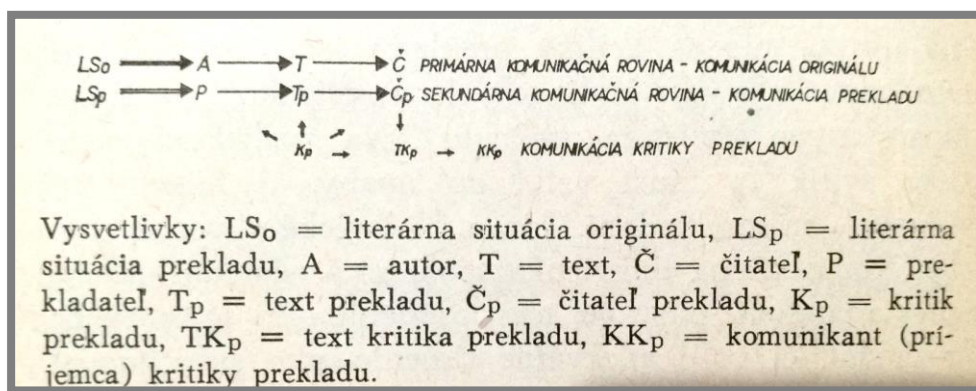 LSo → A → T → Č PRIMÁRNA KOMUNIKAČNÁ ROVINA - KOMUNIKÁCIA ORIGINÁLU
LSp → P → Tp → Čp SEKUNDÁRNA KOMUNIKAČNÁ ROVINA - KOMUNIKÁCIA PREKLADU
Kp → TKp → KKp KOMUNIKÁCIA KRITIKY PREKLADU
Vysvetlivky: LSo = literárna situácia originálu, LSp = literárna
situácia prekladu, A = autor, T = text, Č = čitateľ, P = pre-
kladateľ, Tp = text prekladu, Čp = čitateľ prekladu, Kp = kritik
prekladu, TKp = text kritika prekladu, KKp = komunikant (prí-
jemca) kritiky prekladu.